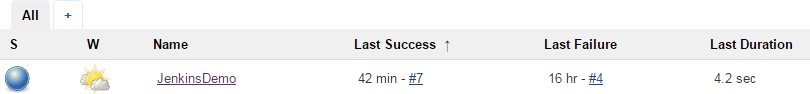 All +
S W Name Last Success ↑ Last Failure Last Duration
JenkinsDemo 42 min - #7 16 hr - #4 4.2 sec